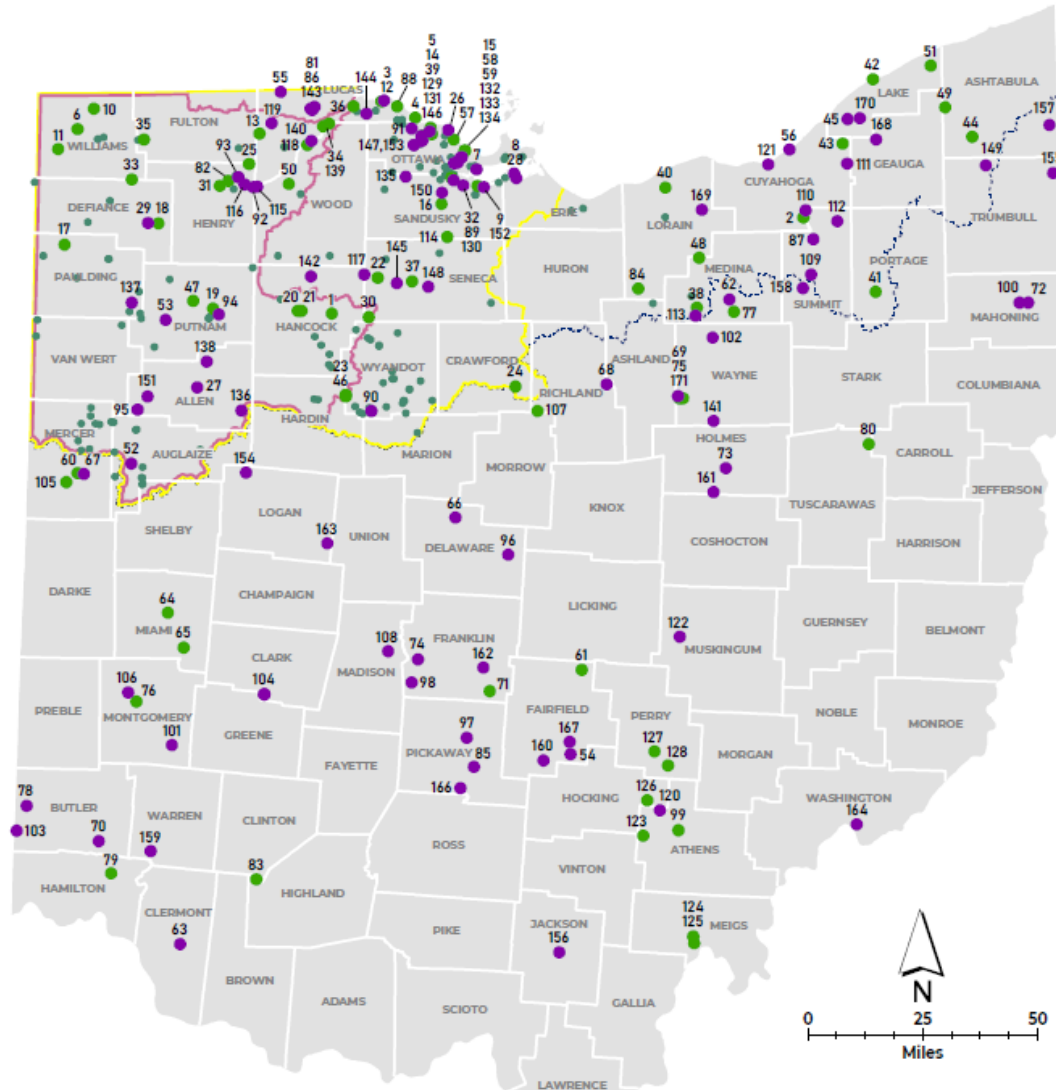 5
14
39
129
131
15
58
59
132
133
134
81
86
143
3
12
55
144
88
LUCAS
36
4
146
26
57
51
42
ASHTABULA
LAKE
49
10
6
11
WILLIAMS
35
FULTON
119
13
140
118
34
139
91
147,153
OTTAWA
7
8
28
45
170
168
43
GEAUGA
44
157
56
121
CUYAHOGA
111
149
155
93
82
31
25
50
WOOD
135
150
16
SANDUSKY
32
89
130
9
152
ERIE
40
LORAIN
169
33
DEFIANCE
29
18
HENRY
116
92
115
110
2
112
87
TRUMBULL
17
PAULDING
114
145
117
22
37
148
SENECA
142
HURON
48
MEDINA
84
109
158
SUMMIT
PORTAGE
41
137
53
47
19
94
PUTNAM
20
21
1
HANCOCK
30
38
113
62
77
100
72
MAHONING
VAN WERT
138
27
ALLEN
151
95
136
23
46
WYANDOT
90
CRAWFORD
24
107
RICHLAND
68
ASHLAND
69
75
171
102
WAYNE
141
STARK
COLUMBIANA
MERCER
AUGLAIZE
52
60
67
105
HARDIN
154
MARION
MORROW
HOLMES
73
161
80
CARROLL
TUSCARAWAS
JEFFERSON
SHELBY
LOGAN
163
UNION
66
DELAWARE
96
KNOX
COSHOCTON
HARRISON
DARKE
CHAMPAIGN
LICKING
GUERNSEY
BELMONT
64
MIAMI
65
CLARK
104
108
MADISON
74
98
FRANKLIN
162
71
61
122
MUSKINGUM
PREBLE
106
76
MONTGOMERY
101
GREENE
FAYETTE
97
PICKAWAY
85
166
FAIRFIELD
167
160
54
PERRY
127
128
MORGAN
NOBLE
MONROE
78
BUTLER
103
70
WARREN
159
CLINTON
ROSS
HOCKING
126
120
123
99
ATHENS
WASHINGTON
164
79
HAMILTON
83
HIGHLAND
VINTON
CLERMONT
63
PIKE
JACKSON
156
124
125
MEIGS
BROWN
ADAMS
SCIOTO
GALLIA
LAWRENCE
N
0 25 50
Miles